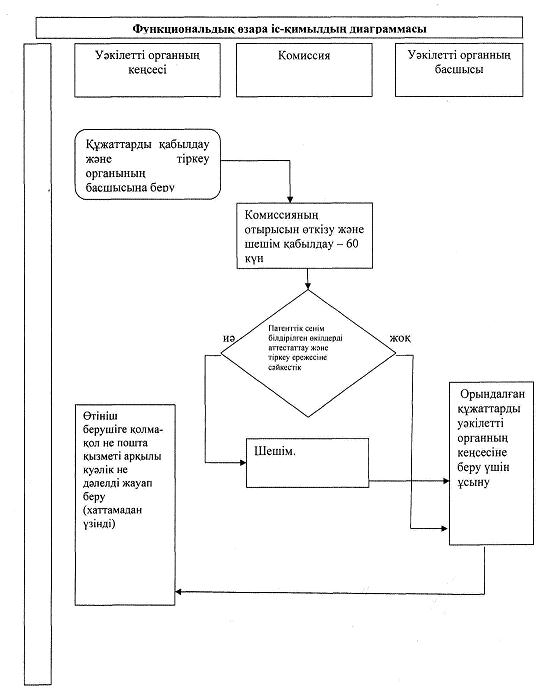 Функциональдық өзара іс-қимылдың диаграммасы
Уәкілетті органның
кеңсесі
Комиссия
Уәкілетті органның
басшысы
Құжаттарды қабылдау
және тіркеу
органының
басшысына беру
Комиссияның
отырысын өткізу және
шешім қабылдау – 60
күн
Патенттік сенім
білдірілген өкілдерді
аттестаттау және
тіркеу ережесіне
сәйкестік
иә
жоқ
Өтініш
берушіге қолма-
қол не пошта
қызметі арқылы
куәлік не
дәлелді жауап
беру
(хаттамадан
үзінді)
Шешім.
Орындалған
құжаттарды
уәкілетті
органның
кеңсесіне
беру үшін
ұсыну